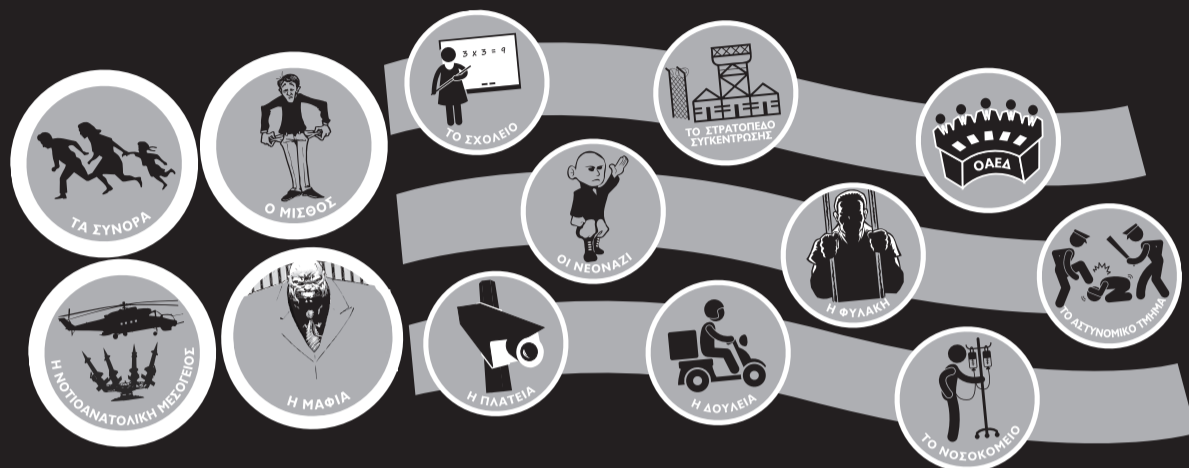 ΤΑ ΣΥΝΟΡΑ
Ο ΜΙΣΘΟΣ
Η ΝΟΤΙΟΑΝΑΤΟΛΙΚΗ ΜΕΣΟΓΕΙΟΣ
Η ΜΑΦΙΑ
3 x 3 = 9
ΤΟ ΣΧΟΛΕΙΟ
ΤΟ ΣΤΡΑΤΟΠΕΔΟ
ΣΥΓΚΕΝΤΡΩΣΗΣ
ΟΑΕΔ
ΟΙ ΝΕΟΝΑΖΙ
Η ΦΥΛΑΚΗ
ΤΟ ΑΣΤΥΝΟΜΙΚΟ ΤΜΗΜΑ
Η ΠΛΑΤΕΙΑ
Η ΔΟΥΛΕΙΑ
ΤΟ ΝΟΣΟΚΟΜΕΙΟ